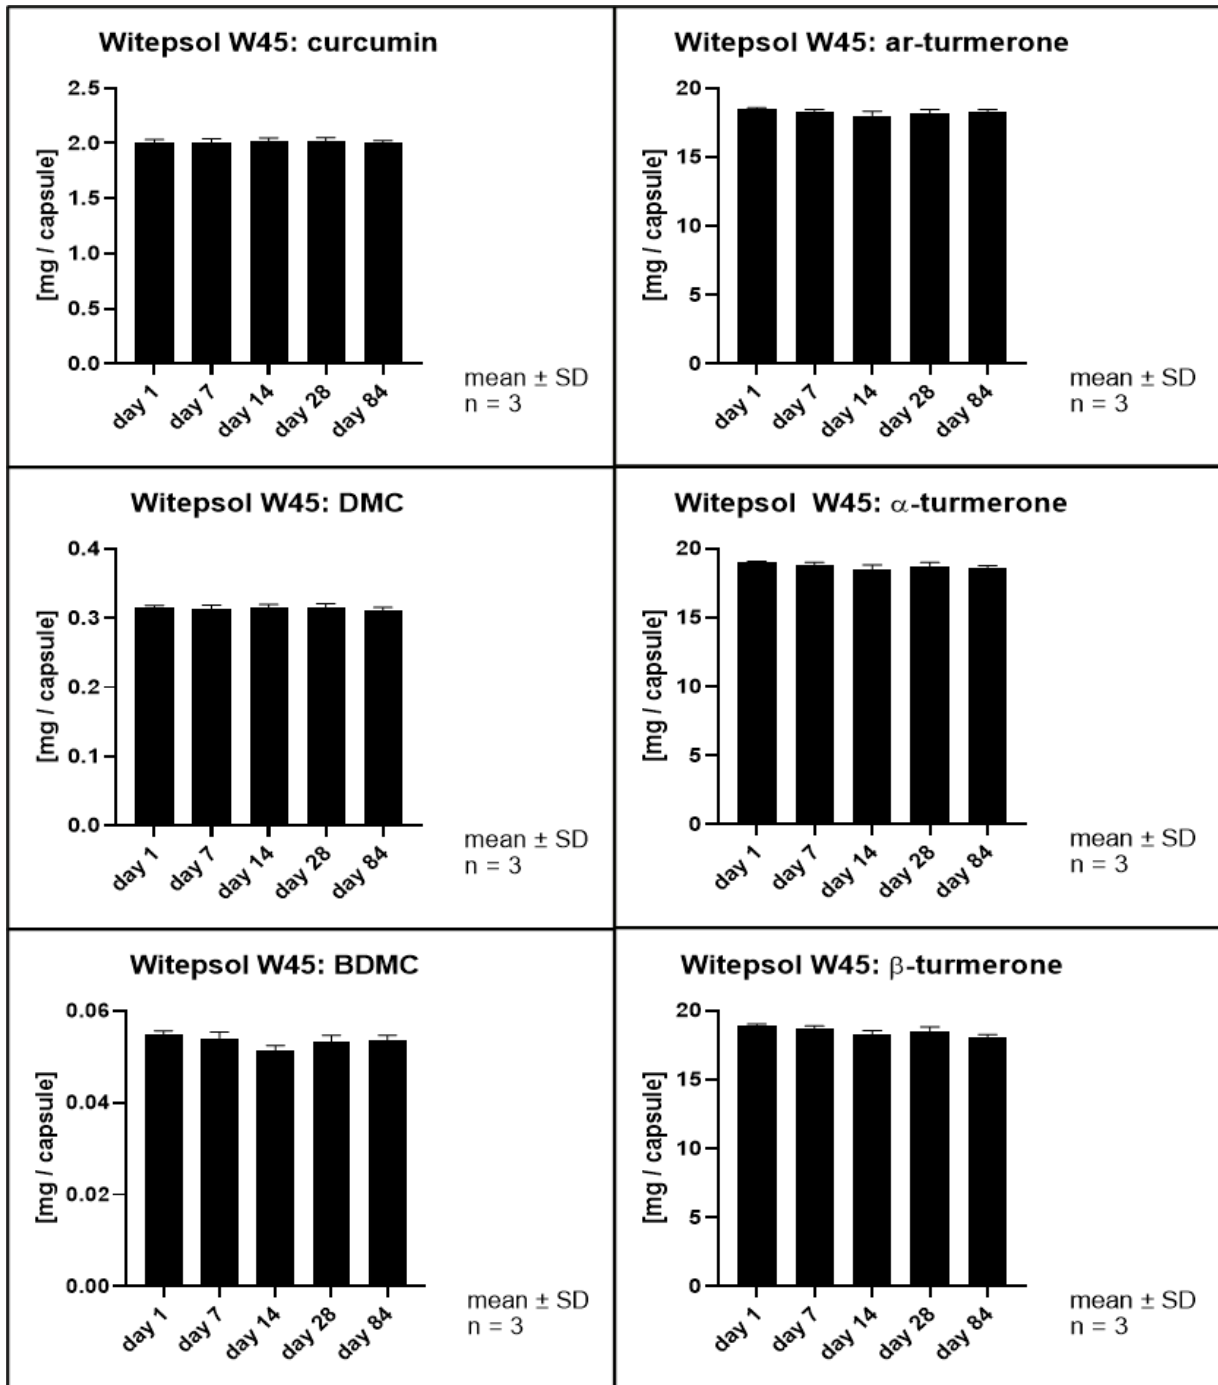 Witepsol W45: curcumin
[mg / capsule]
2.5
2.0
1.5
1.0
0.5
0.0
day 1
day 7
day 14
day 28
day 84
mean ± SD
n = 3
Witepsol W45: ar-turmerone
[mg / capsule]
20
15
10
5
0
day 1
day 7
day 14
day 28
day 84
mean ± SD
n = 3
Witepsol W45: DMC
[mg / capsule]
0.4
0.3
0.2
0.1
0.0
day 1
day 7
day 14
day 28
day 84
mean ± SD
n = 3
Witepsol W45: α-turmerone
[mg / capsule]
20
15
10
5
0
day 1
day 7
day 14
day 28
day 84
mean ± SD
n = 3
Witepsol W45: BDMC
[mg / capsule]
0.06
0.04
0.02
0.00
day 1
day 7
day 14
day 28
day 84
mean ± SD
n = 3
Witepsol W45: β-turmerone
[mg / capsule]
20
15
10
5
0
day 1
day 7
day 14
day 28
day 84
mean ± SD
n = 3